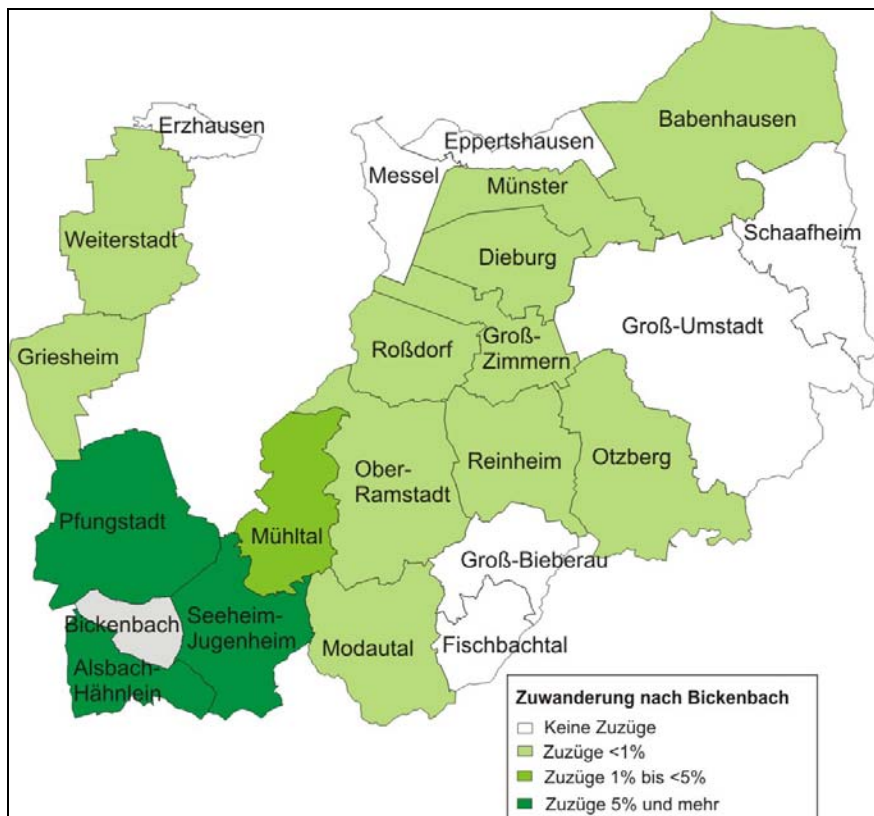 Erzhausen
Eppertshausen
Babenhausen
Messel
Münster
Schaafheim
Weiterstadt
Dieburg
Groß-Umstadt
Griesheim
Roßdorf
Groß-
Zimmern
Ober-
Ramstadt
Reinheim
Otzberg
Pfungstadt
Mühltal
Groß-Bieberau
Bickenbach
Seeheim-
Jugenheim
Modautal
Fischbachtal
Alsbach-
Hähnlein
Zuwanderung nach Bickenbach
Keine Zuzüge
Zuzüge <1%
Zuzüge 1% bis <5%
Zuzüge 5% und mehr